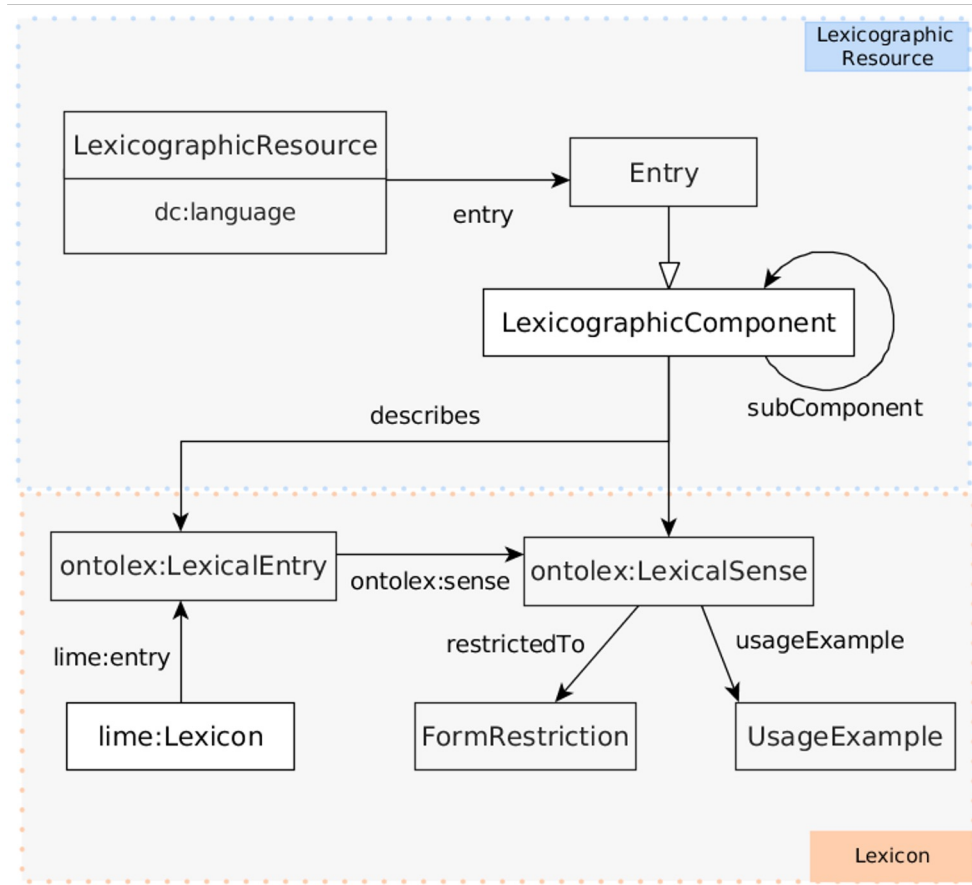 Lexicographic
Resource
LexicographicResource
dc:language
entry
Entry
LexicographicComponent
subComponent
describes
ontolex:LexicalEntry
ontolex:sense
ontolex:LexicalSense
lime:entry
restrictedTo
usageExample
lime:Lexicon
FormRestriction
UsageExample
Lexicon